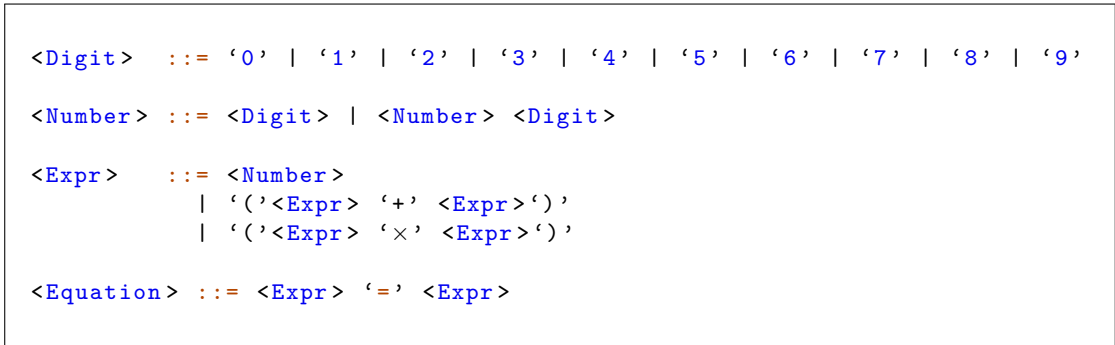 <Digit> ::= ‘0’ | ‘1’ | ‘2’ | ‘3’ | ‘4’ | ‘5’ | ‘6’ | ‘7’ | ‘8’ | ‘9’
<Number> ::= <Digit> | <Number> <Digit>
<Expr> ::= <Number>
| ‘(’<Expr> ‘+’ <Expr>‘)’
| ‘(’<Expr> ‘×’ <Expr>‘)’
<Equation> ::= <Expr> ‘=’ <Expr>